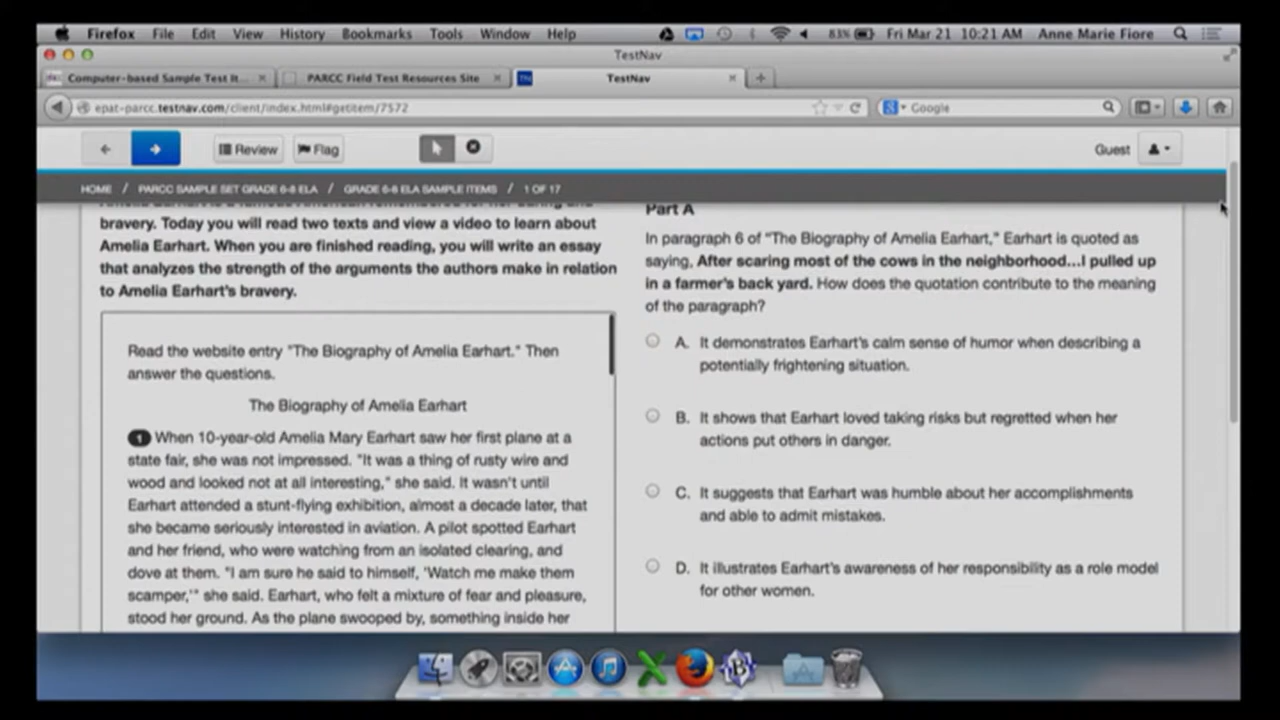 Firefox File Edit View History Bookmarks Tools Window Help 83% Fri Mar 21 10:21 AM Anne Marie Fiore
TestNav
Computer-based Sample Test It... PARCC Field Test Resources Site TestNav
epat-parcc.testnav.com/client/index.html#getitem/7572 Google
Review Flag Guest
HOME / PARCC SAMPLE SET GRADE 6-8 ELA / GRADE 6-8 ELA SAMPLE ITEMS / 1 OF 17
bravery. Today you will read two texts and view a video to learn about
Amelia Earhart. When you are finished reading, you will write an essay
that analyzes the strength of the arguments the authors make in relation
to Amelia Earhart's bravery.
Read the website entry "The Biography of Amelia Earhart." Then
answer the questions.
The Biography of Amelia Earhart
1 When 10-year-old Amelia Mary Earhart saw her first plane at a
state fair, she was not impressed. "It was a thing of rusty wire and
wood and looked not at all interesting," she said. It wasn't until
Earhart attended a stunt-flying exhibition, almost a decade later, that
she became seriously interested in aviation. A pilot spotted Earhart
and her friend, who were watching from an isolated clearing, and
dove at them. "I am sure he said to himself, 'Watch me make them
scamper,'" she said. Earhart, who felt a mixture of fear and pleasure,
stood her ground. As the plane swooped by, something inside her
Part A
In paragraph 6 of "The Biography of Amelia Earhart," Earhart is quoted as
saying, After scaring most of the cows in the neighborhood...I pulled up
in a farmer's back yard. How does the quotation contribute to the meaning
of the paragraph?
A. It demonstrates Earhart's calm sense of humor when describing a
potentially frightening situation.
B. It shows that Earhart loved taking risks but regretted when her
actions put others in danger.
C. It suggests that Earhart was humble about her accomplishments
and able to admit mistakes.
D. It illustrates Earhart's awareness of her responsibility as a role model
for other women.